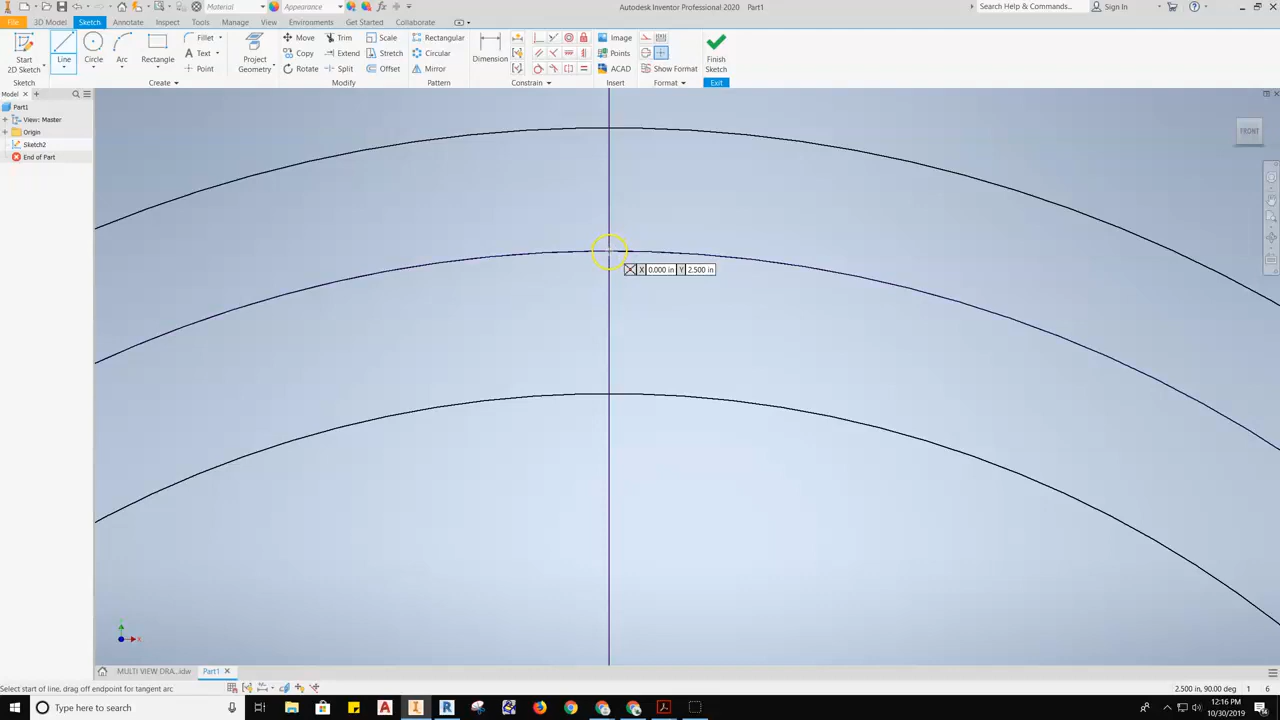 Material
Appearance
Autodesk Inventor Professional 2020 Part1
Search Help & Commands...
Sign In
File
3D Model
Sketch
Annotate
Inspect
Tools
Manage
View
Environments
Get Started
Collaborate
Start
2D Sketch
Line
Circle
Arc
Rectangle
Fillet
Text
Point
Project
Geometry
Move
Copy
Rotate
Trim
Extend
Split
Scale
Stretch
Offset
Rectangular
Circular
Mirror
Dimension
Image
Points
ACAD
Show Format
Finish
Sketch
Sketch
Create
Modify
Pattern
Constrain
Insert
Format
Exit
Model
Part1
View: Master
Origin
Sketch2
End of Part
FRONT
X 0.000 in Y 2.500 in
Y
X
MULTI VIEW DRA...idw
Part1
Select start of line, drag off endpoint for tangent arc
2.500 in, 90.00 deg 1 6
Type here to search
12:16 PM
10/30/2019